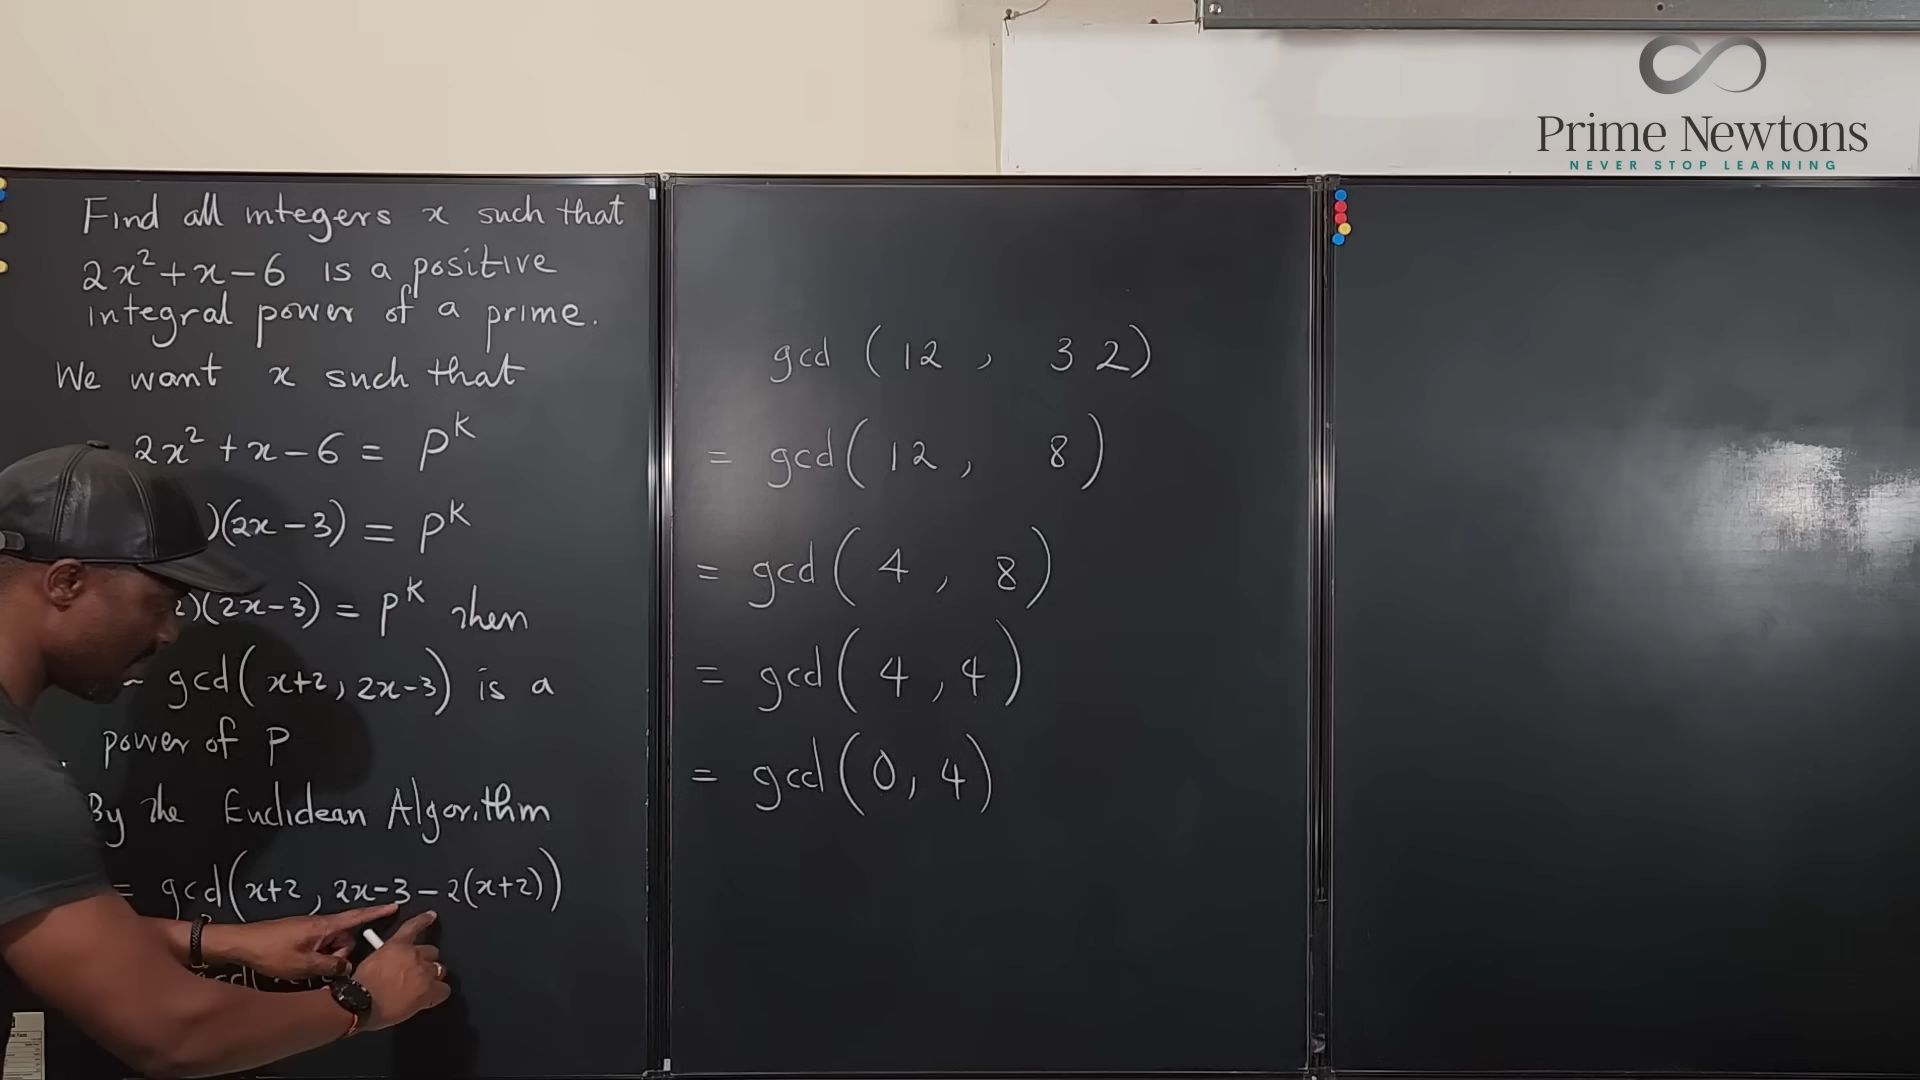 Prime Newtons
NEVER STOP LEARNING
Find all integers x such that
2x²+x-6 is a positive
integral power of a prime.
We want x such that
2x² + x - 6 = p^K
)(2x-3) = p^K
2)(2x-3) = p^K then
gcd(x+2, 2x-3) is a
power of P
By the Euclidean Algorithm
= gcd(x+2, 2x-3-2(x+2))
gcd (12, 32)
= gcd(12, 8)
= gcd(4, 8)
= gcd(4, 4)
= gcd(0, 4)